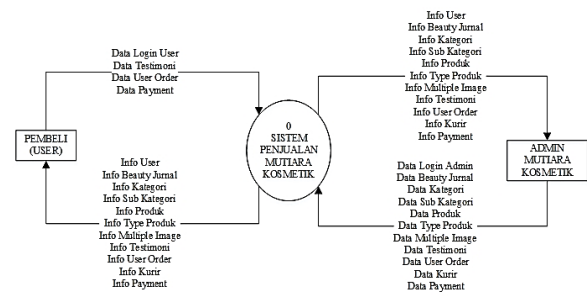 Data Login User
Data Testimoni
Data User Order
Data Payment
PEMBELI
(USER)
Info User
Info Beauty Jurnal
Info Kategori
Info Sub Kategori
Info Produk
Info Type Produk
Info Multiple Image
Info Testimoni
Info User Order
Info Kurir
Info Payment
0
SISTEM
PENJUALAN
MUTIARA
KOSMETIK
Info User
Info Beauty Jurnal
Info Kategori
Info Sub Kategori
Info Produk
Info Type Produk
Info Multiple Image
Info Testimoni
Info User Order
Info Kurir
Info Payment
ADMIN
MUTIARA
KOSMETIK
Data Login Admin
Data Beauty Jurnal
Data Kategori
Data Sub Kategori
Data Produk
Data Type Produk
Data Multiple Image
Data Testimoni
Data User Order
Data Kurir
Data Payment